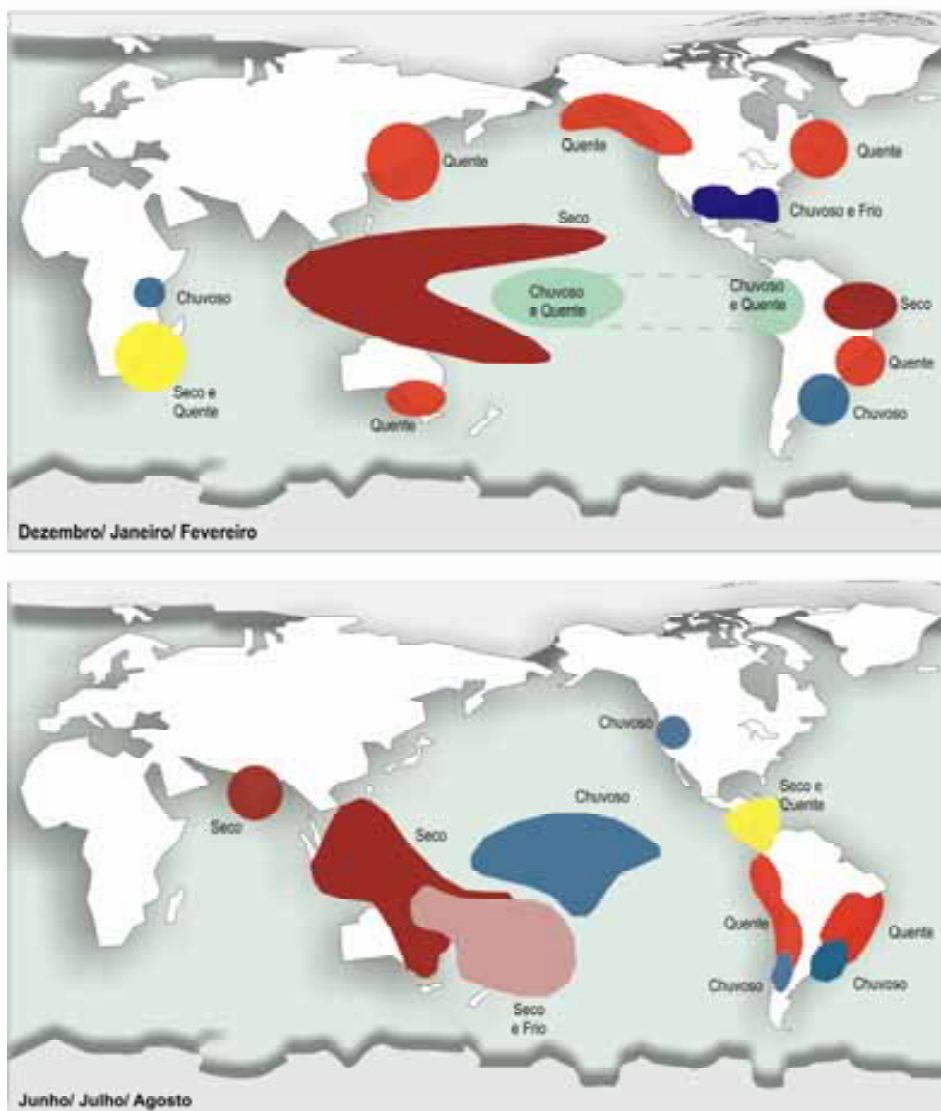 Quente
Quente
Quente
Chuvoso e Frio
Seco
Chuvoso
Chuvoso
e Quente
Chuvoso
e Quente
Seco
Quente
Seco e
Quente
Quente
Chuvoso
Dezembro/ Janeiro/ Fevereiro
Chuvoso
Seco e
Quente
Chuvoso
Seco
Seco
Quente
Quente
Chuvoso
Chuvoso
Seco
e Frio
Junho/ Julho/ Agosto